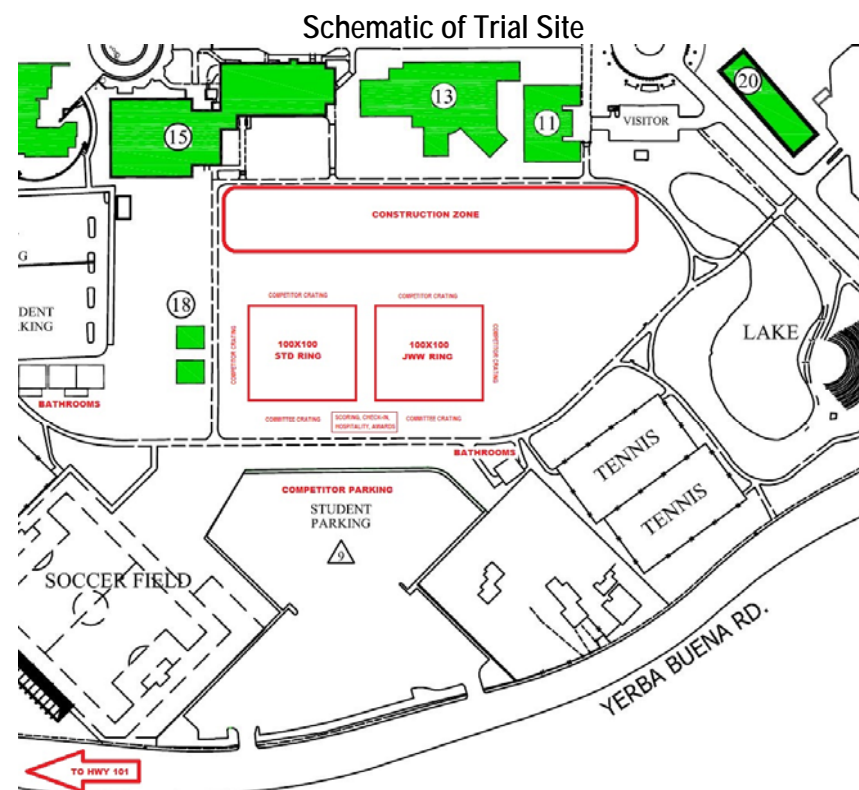 Schematic of Trial Site
20
13
11
15
VISITOR
CONSTRUCTION ZONE
G
DENT
KING
18
COMPETITOR CRATING
COMPETITOR CRATING
LAKE
COMPETITOR CRATING
100X100
STD RING
100X100
JWW RING
COMPETITOR CRATING
BATHROOMS
COMMITTEE CRATING
SCORING, CHECK-IN,
HOSPITALITY, AWARDS
COMMITTEE CRATING
BATHROOMS
TENNIS
TENNIS
COMPETITOR PARKING
STUDENT
PARKING
9
SOCCER FIELD
YERBA BUENA RD.
TO HWY 101